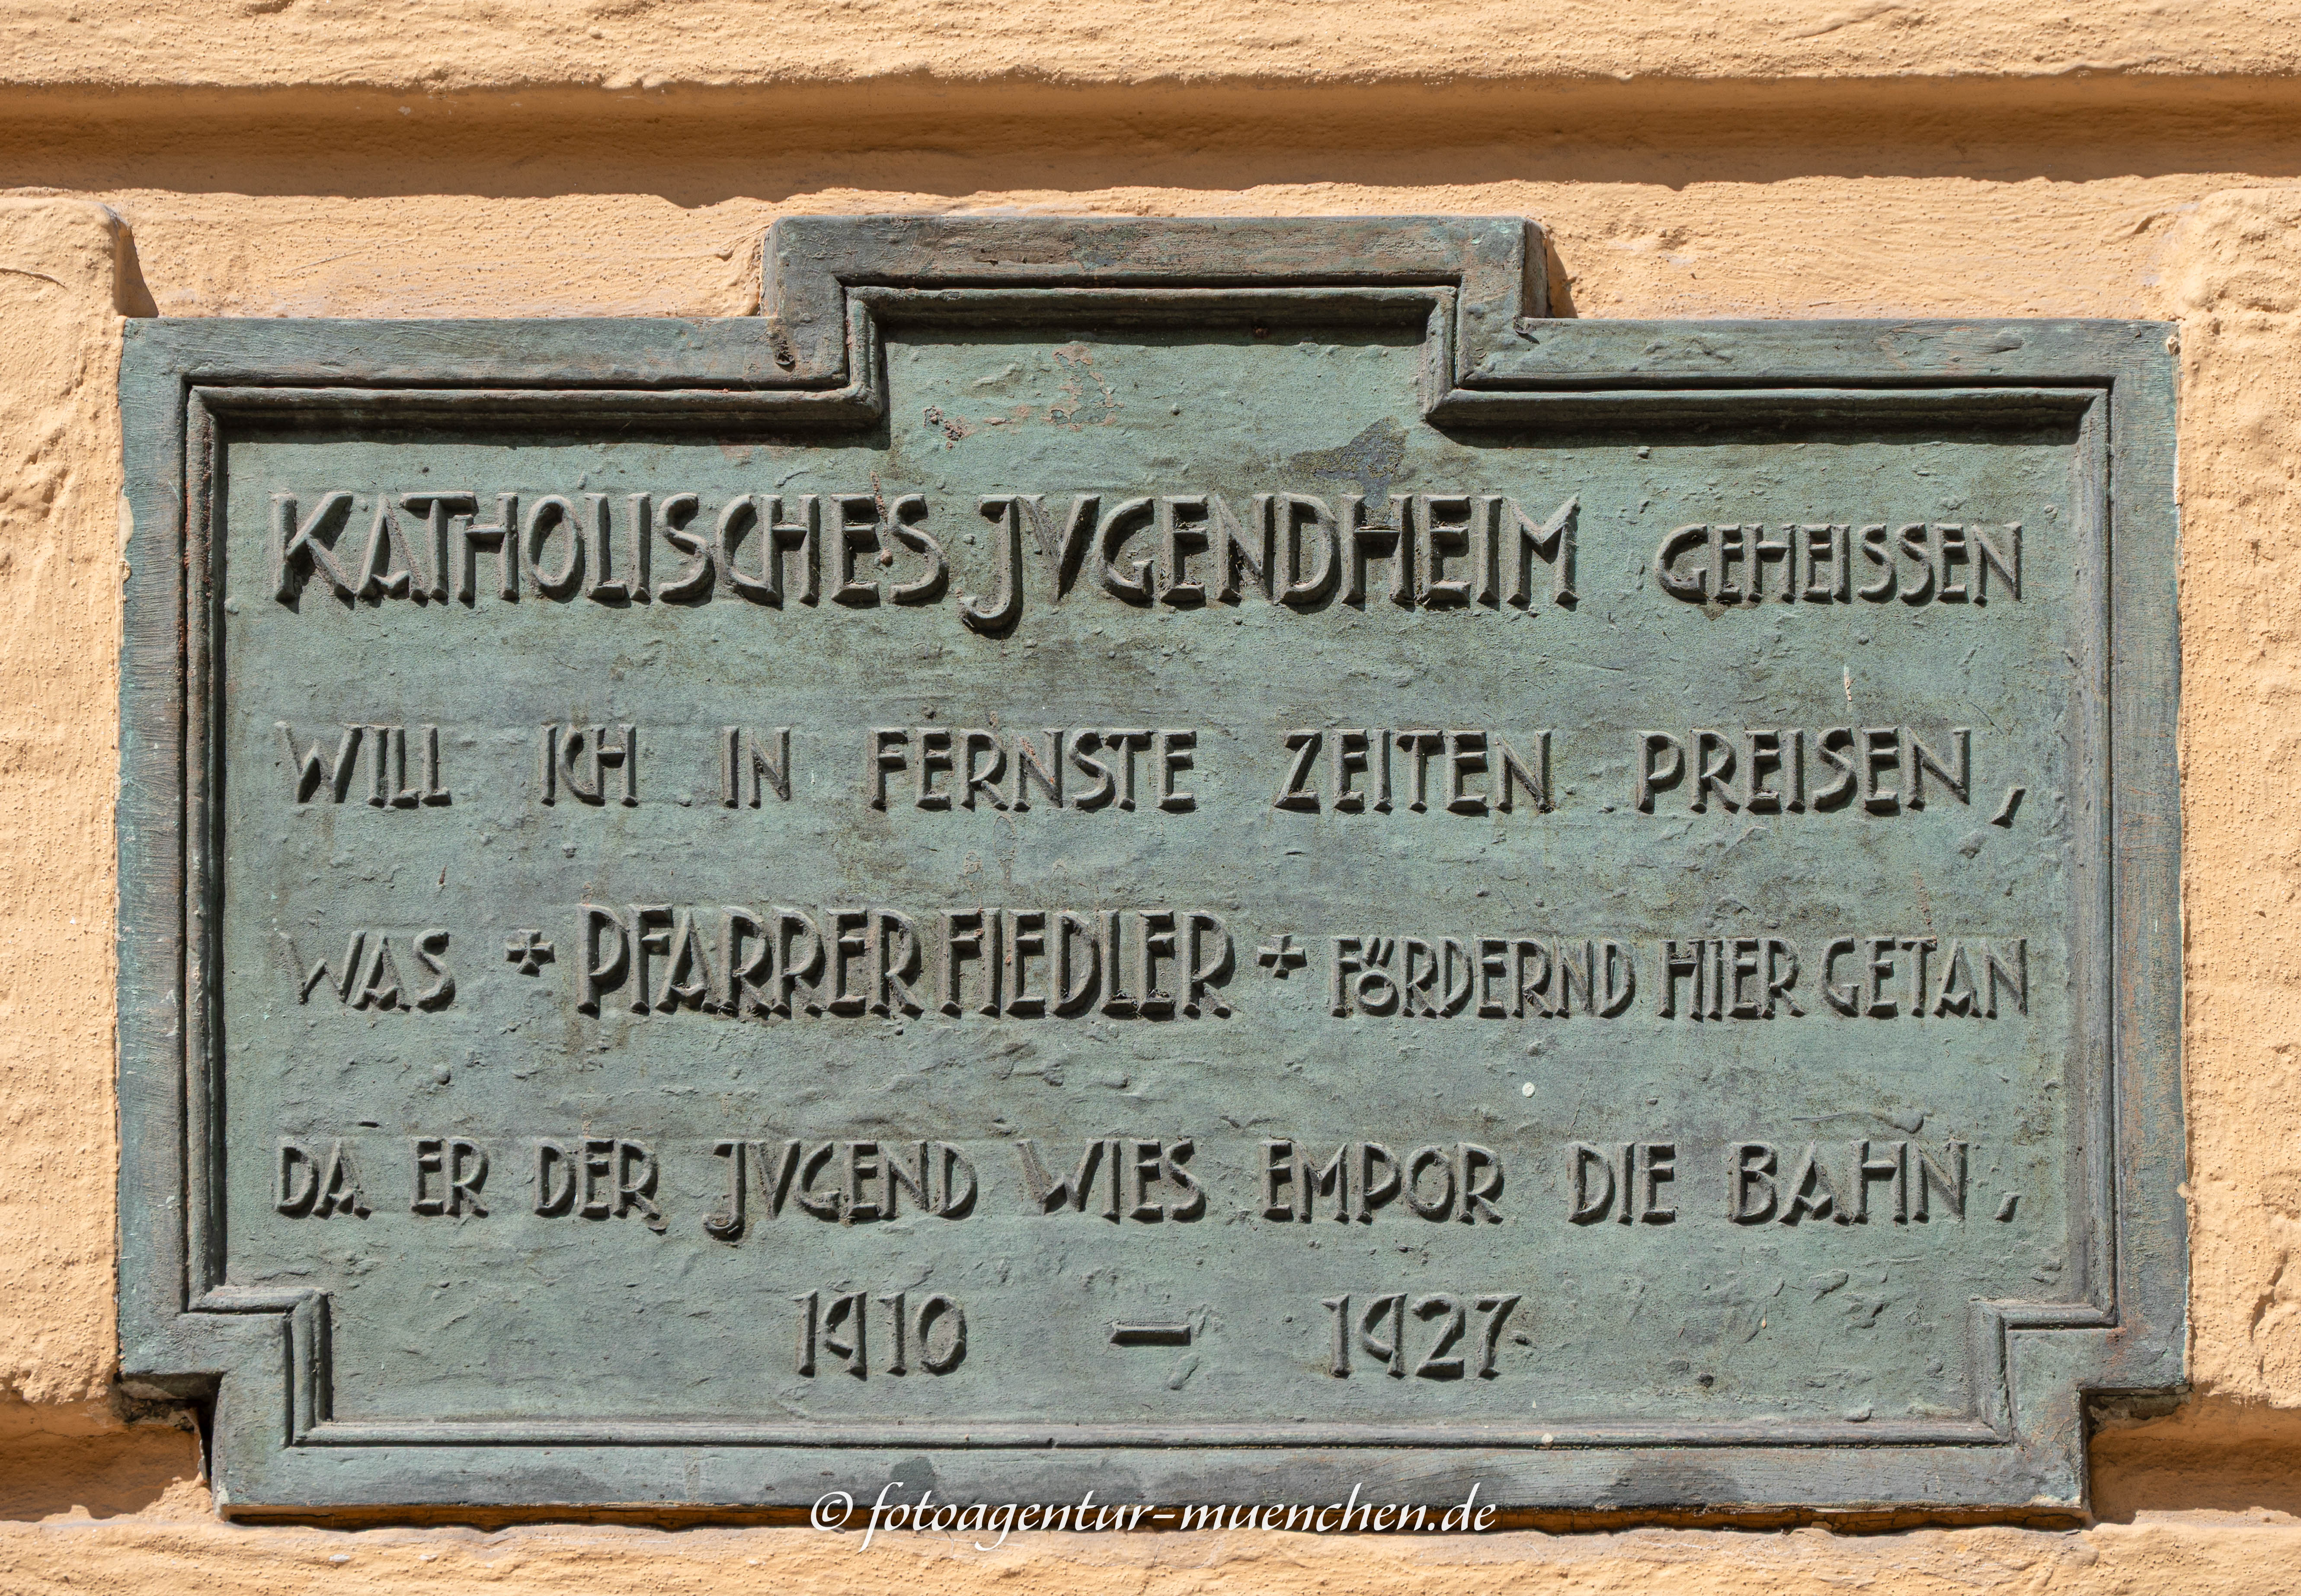 KATHOLISCHES JVGENDHEIM GEHEISSEN
WILL ICH IN FERNSTE ZEITEN PREISEN,
WAS + PFARRER FIEDLER + FÖRDERND HIER GETAN
DA ER DER JVGEND WIES EMPOR DIE BAHN.
1910 – 1927
© fotoagentur-muenchen.de